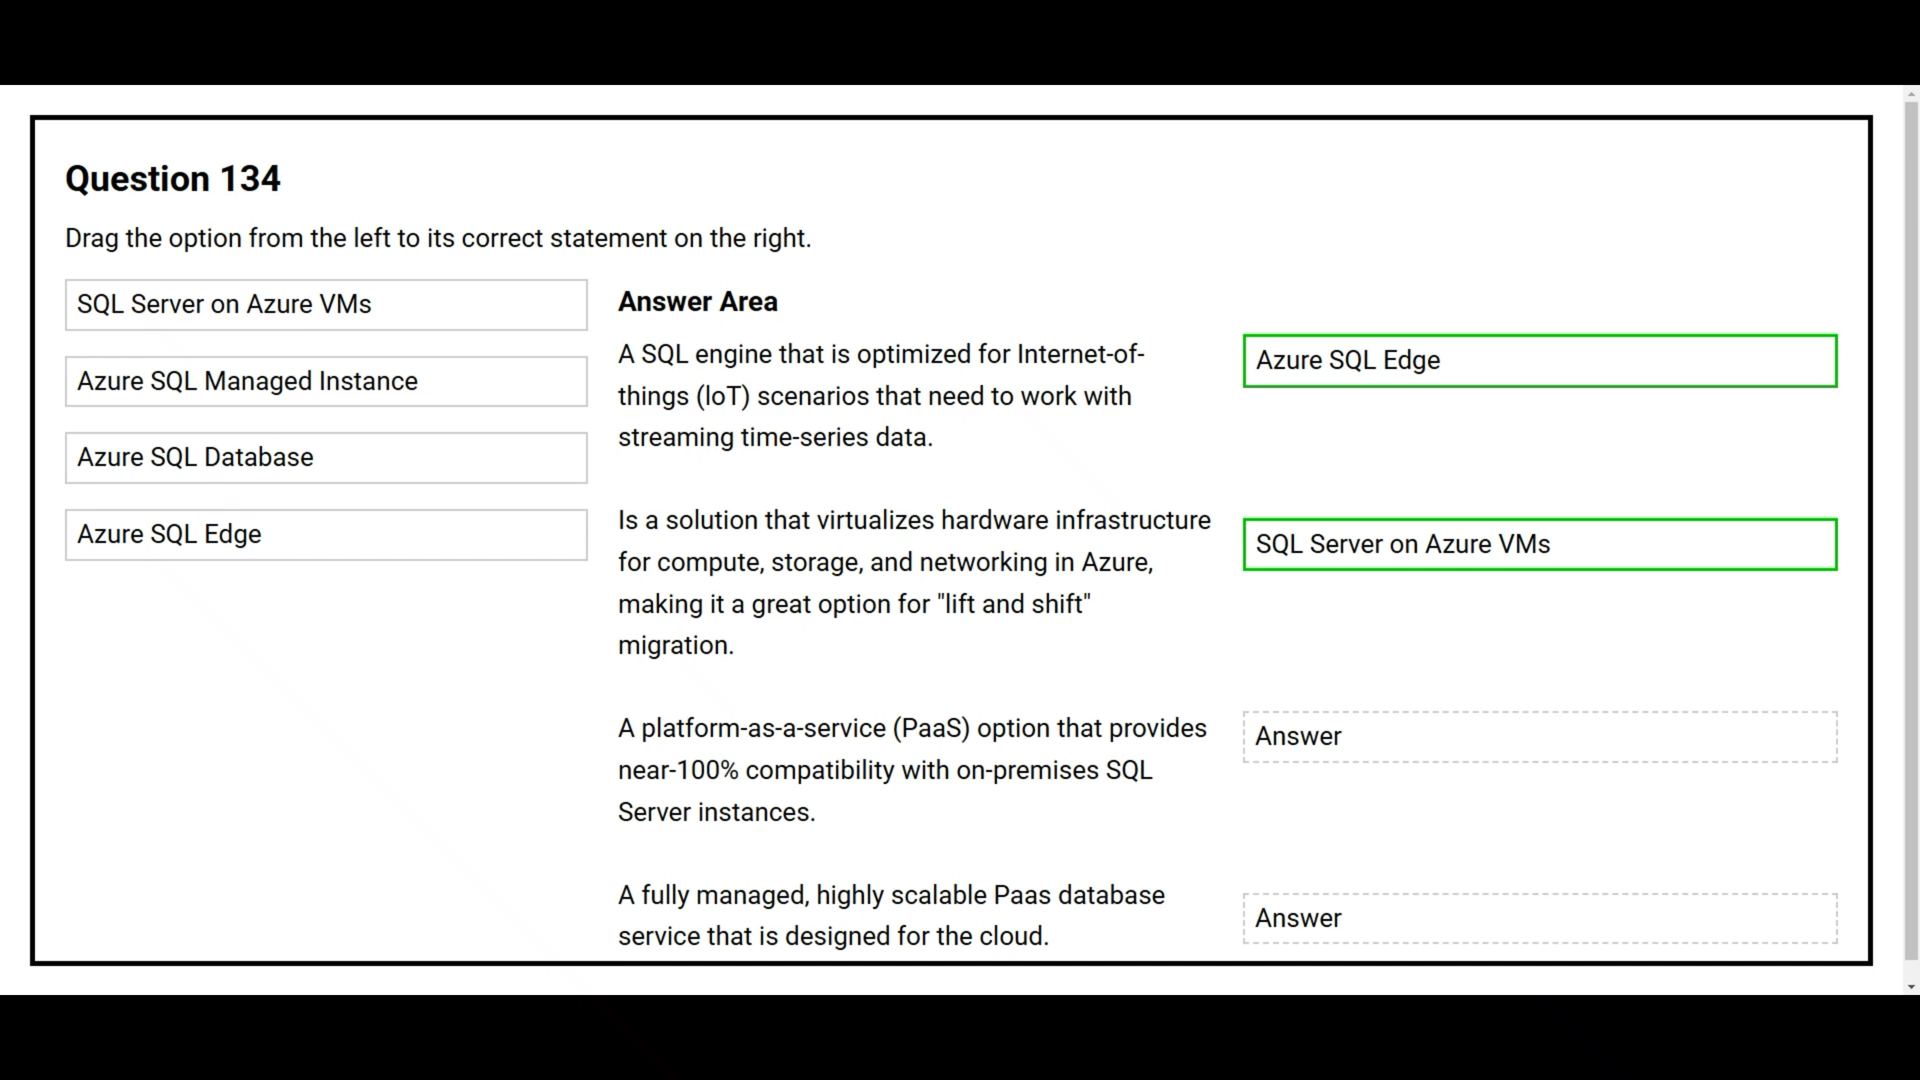 Question 134
Drag the option from the left to its correct statement on the right.
SQL Server on Azure VMs
Azure SQL Managed Instance
Azure SQL Database
Azure SQL Edge
Answer Area
A SQL engine that is optimized for Internet-of-
things (IoT) scenarios that need to work with
streaming time-series data.
Azure SQL Edge
Is a solution that virtualizes hardware infrastructure
for compute, storage, and networking in Azure,
making it a great option for "lift and shift"
migration.
SQL Server on Azure VMs
A platform-as-a-service (PaaS) option that provides
near-100% compatibility with on-premises SQL
Server instances.
Answer
A fully managed, highly scalable Paas database
service that is designed for the cloud.
Answer